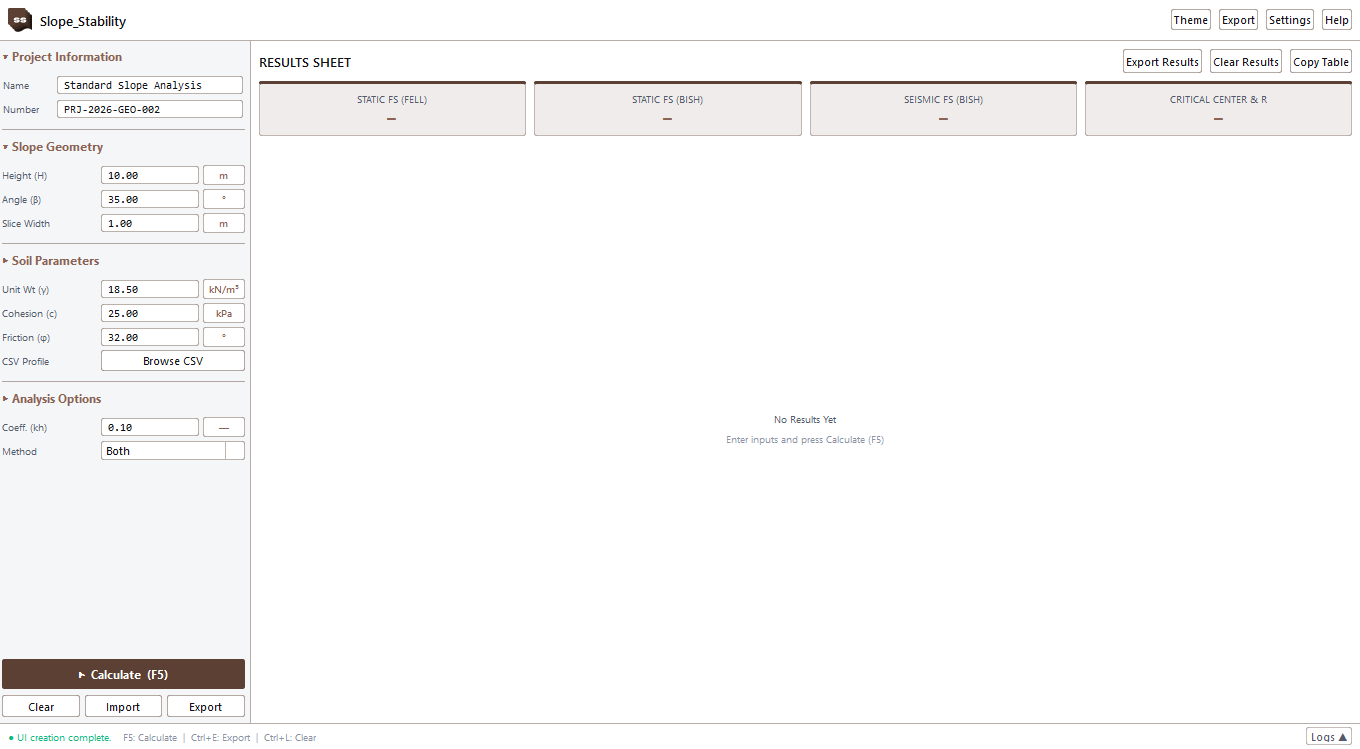 SS Slope_Stability Theme Export Settings Help
▾ Project Information
Name Standard Slope Analysis
Number PRJ-2026-GEO-002
▾ Slope Geometry
Height (H) 10.00 m
Angle (β) 35.00 °
Slice Width 1.00 m
▸ Soil Parameters
Unit Wt (γ) 18.50 kN/m³
Cohesion (c) 25.00 kPa
Friction (φ) 32.00 °
CSV Profile Browse CSV
▸ Analysis Options
Coeff. (kh) 0.10 —
Method Both
▸ Calculate (F5)
Clear Import Export
RESULTS SHEET Export Results Clear Results Copy Table
STATIC FS (FELL) STATIC FS (BISH) SEISMIC FS (BISH) CRITICAL CENTER & R
— — — —
No Results Yet
Enter inputs and press Calculate (F5)
● UI creation complete. F5: Calculate | Ctrl+E: Export | Ctrl+L: Clear Logs ▲